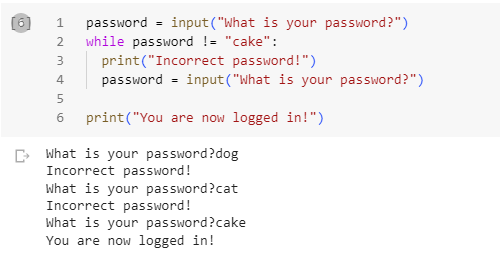 [6]
1 password = input("What is your password?")
2 while password != "cake":
3   print("Incorrect password!")
4   password = input("What is your password?")
5
6 print("You are now logged in!")
What is your password?dog
Incorrect password!
What is your password?cat
Incorrect password!
What is your password?cake
You are now logged in!